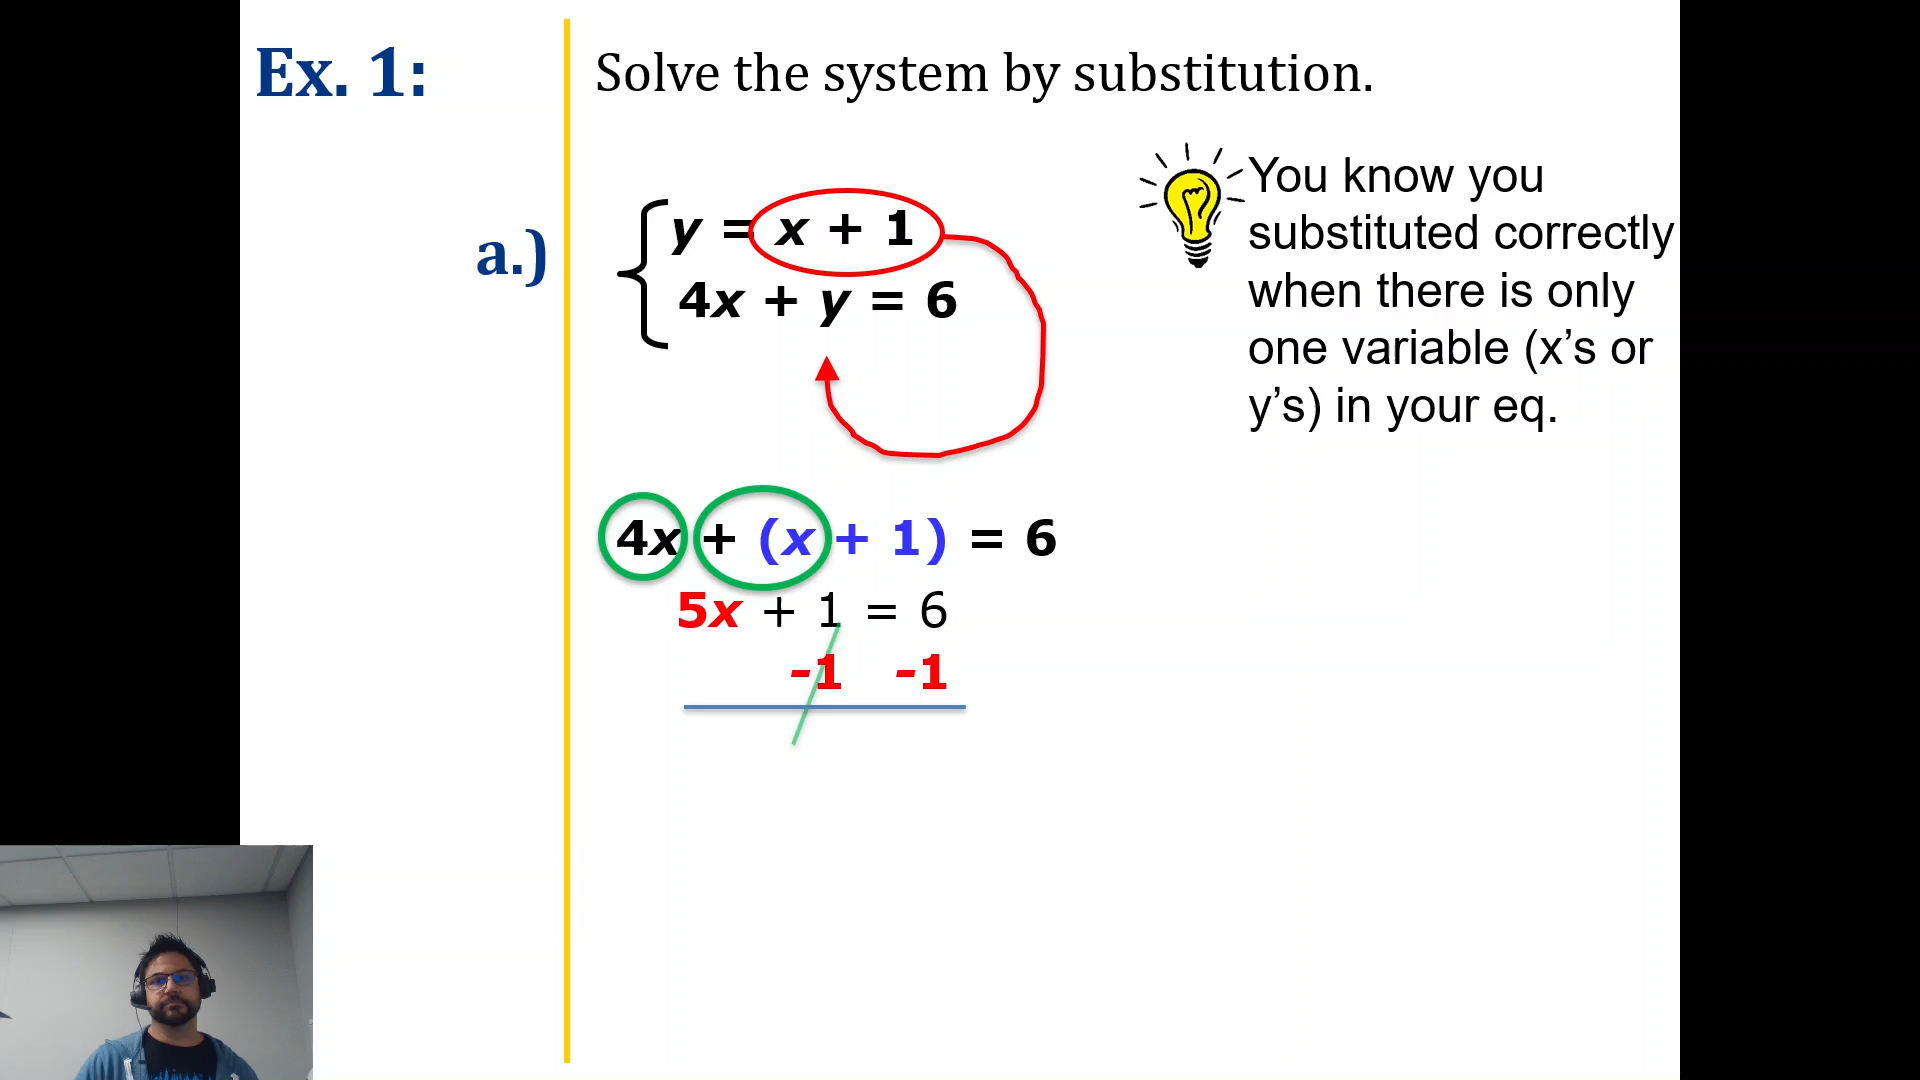 Ex. 1:
Solve the system by substitution.
a.)
y = x + 1
4x + y = 6
You know you
substituted correctly
when there is only
one variable (x’s or
y’s) in your eq.
4x + (x + 1) = 6
5x + 1 = 6
-1 -1